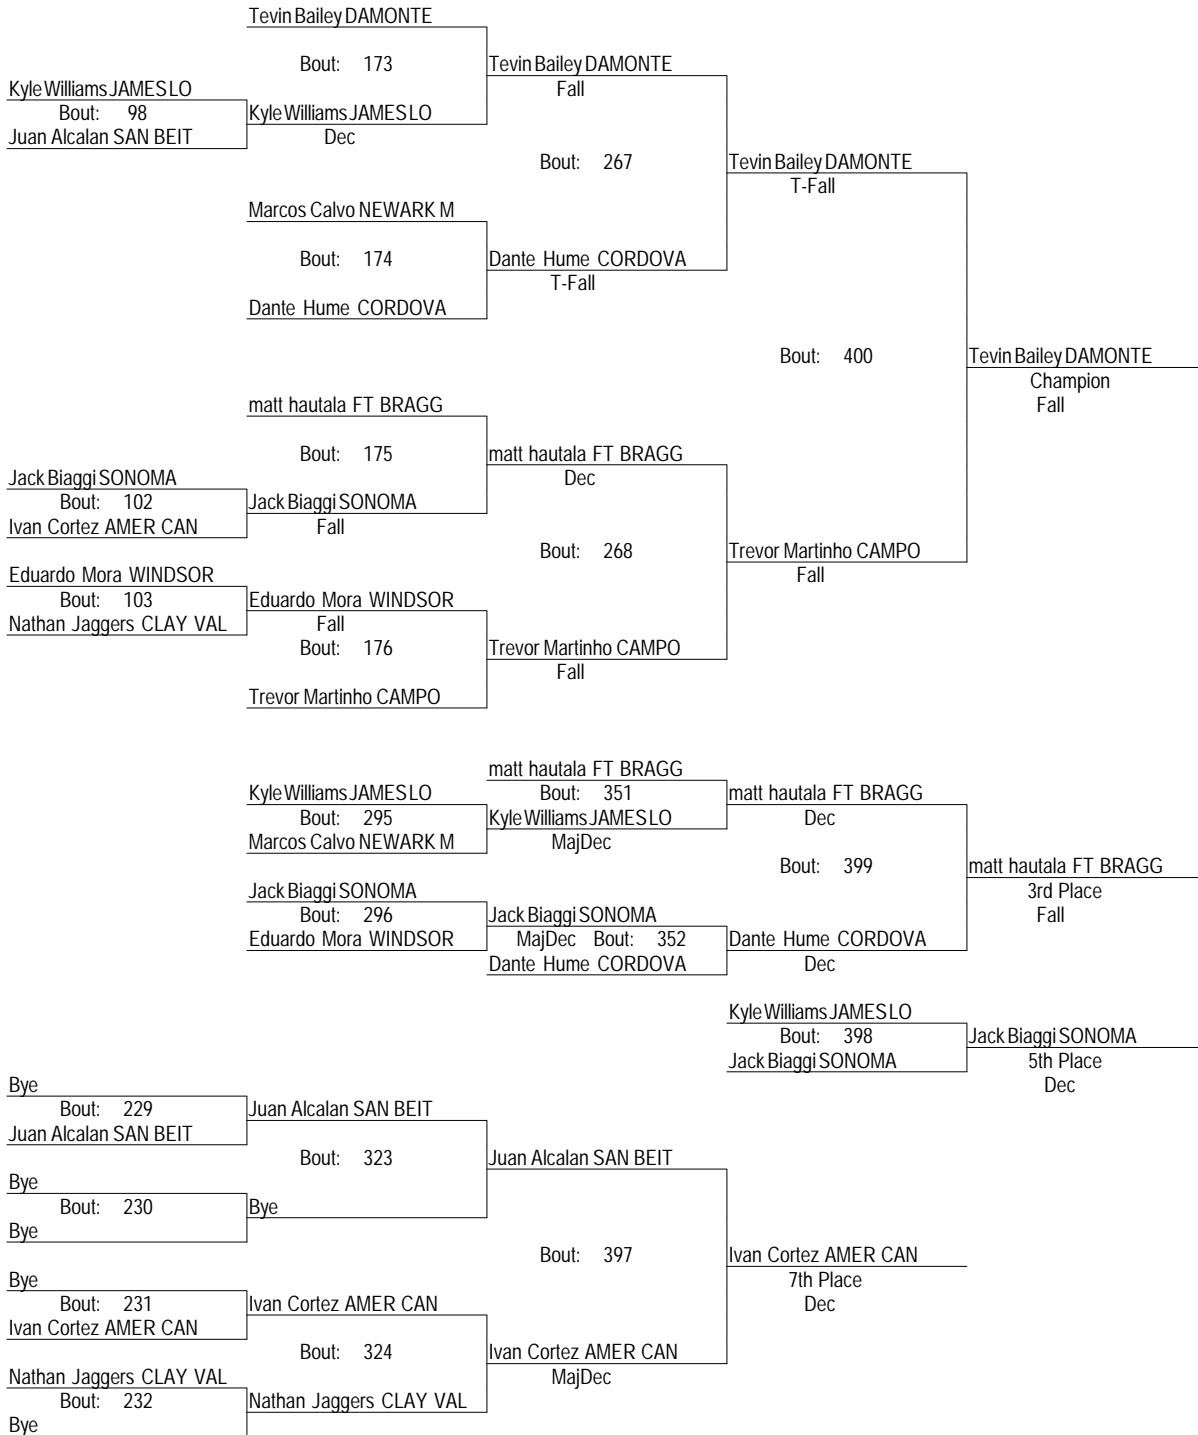 Tevin Bailey DAMONTE
Bout: 173
Tevin Bailey DAMONTE
Fall
Kyle Williams JAMES LO
Bout: 98
Kyle Williams JAMES LO
Juan Alcalan SAN BEIT
Dec
Bout: 267
Tevin Bailey DAMONTE
T-Fall
Marcos Calvo NEWARK M
Bout: 174
Dante Hume CORDOVA
T-Fall
Dante Hume CORDOVA
Bout: 400
Tevin Bailey DAMONTE
Champion
Fall
matt hautala FT BRAGG
Bout: 175
matt hautala FT BRAGG
Dec
Jack Biaggi SONOMA
Bout: 102
Jack Biaggi SONOMA
Ivan Cortez AMER CAN
Fall
Bout: 268
Trevor Martinho CAMPO
Fall
Eduardo Mora WINDSOR
Bout: 103
Eduardo Mora WINDSOR
Nathan Jaggers CLAY VAL
Fall
Bout: 176
Trevor Martinho CAMPO
Fall
Trevor Martinho CAMPO
matt hautala FT BRAGG
Kyle Williams JAMES LO
Bout: 351
matt hautala FT BRAGG
Bout: 295
Kyle Williams JAMES LO
Dec
Marcos Calvo NEWARK M
MajDec
Bout: 399
matt hautala FT BRAGG
3rd Place
Fall
Jack Biaggi SONOMA
Bout: 296
Jack Biaggi SONOMA
Eduardo Mora WINDSOR
MajDec Bout: 352
Dante Hume CORDOVA
Dante Hume CORDOVA
Dec
Kyle Williams JAMES LO
Bout: 398
Jack Biaggi SONOMA
Jack Biaggi SONOMA
5th Place
Dec
Bye
Bout: 229
Juan Alcalan SAN BEIT
Juan Alcalan SAN BEIT
Bout: 323
Juan Alcalan SAN BEIT
Bye
Bout: 230
Bye
Bye
Bout: 397
Ivan Cortez AMER CAN
7th Place
Dec
Bye
Bout: 231
Ivan Cortez AMER CAN
Ivan Cortez AMER CAN
Bout: 324
Ivan Cortez AMER CAN
MajDec
Nathan Jaggers CLAY VAL
Bout: 232
Nathan Jaggers CLAY VAL
Bye